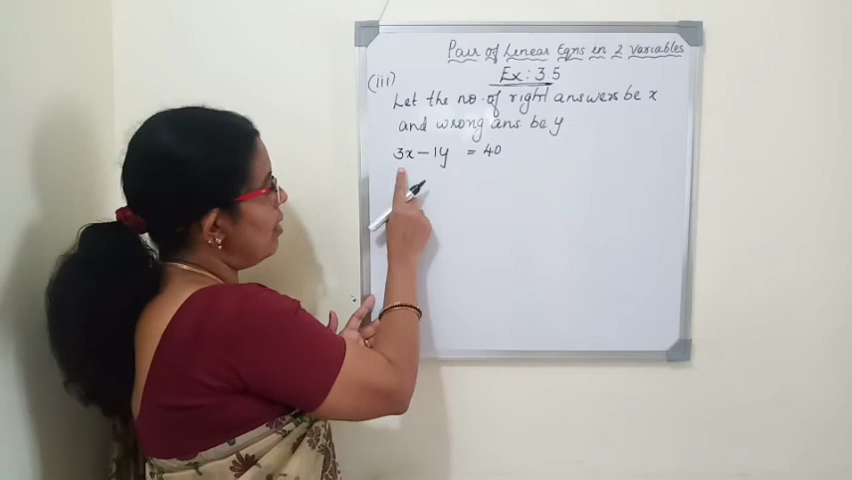 Pair of Linear Eqns in 2 variables
Ex: 3.5
(iii)
Let the no. of right answers be x
and wrong ans be y
3x - 1y = 40